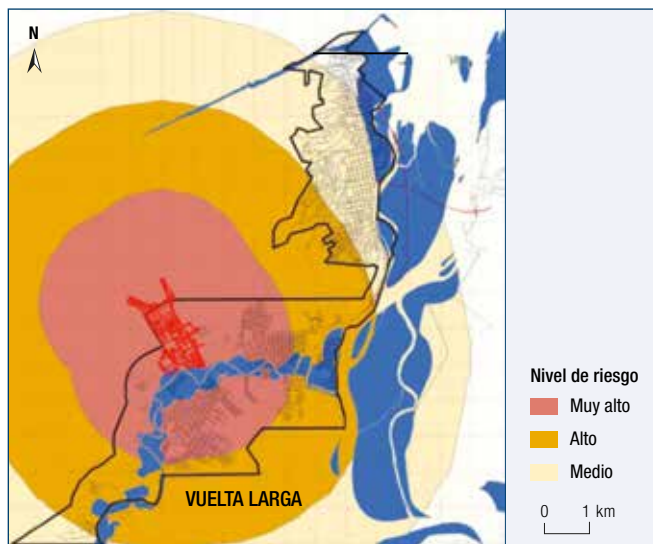 N
VUELTA LARGA
Nivel de riesgo
Muy alto
Alto
Medio
0 1 km